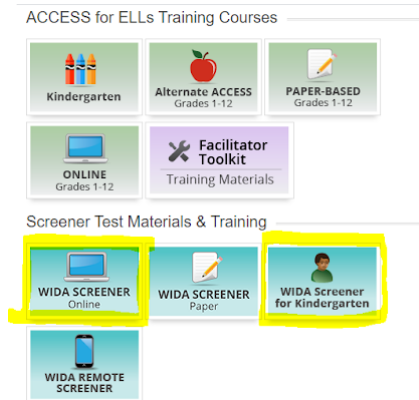 ACCESS for ELLs Training Courses
Kindergarten
Alternate ACCESS
Grades 1-12
PAPER-BASED
Grades 1-12
ONLINE
Grades 1-12
Facilitator
Toolkit
Training Materials
Screener Test Materials & Training
WIDA SCREENER
Online
WIDA SCREENER
Paper
WIDA Screener
for Kindergarten
WIDA REMOTE
SCREENER